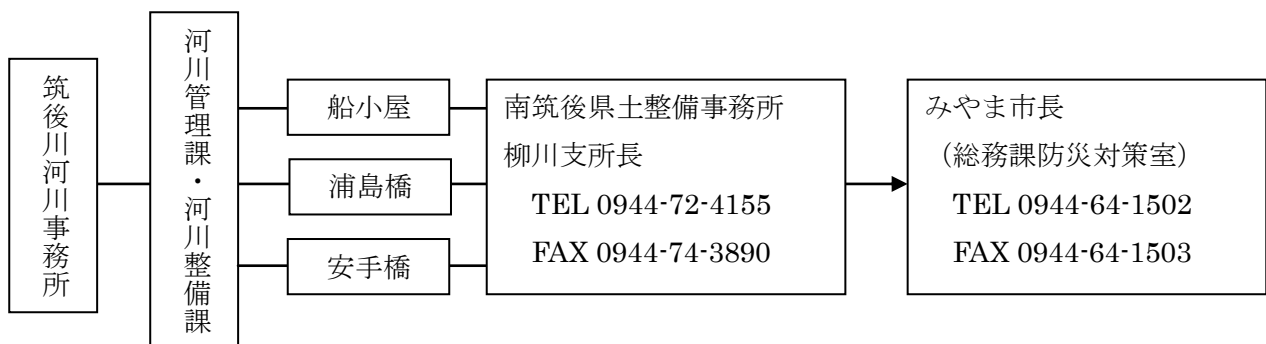 筑後川河川事務所
河川管理課・河川整備課
船小屋
浦島橋
安手橋
南筑後県土整備事務所
柳川支所長
TEL 0944-72-4155
FAX 0944-74-3890
みやま市長
（総務課防災対策室）
TEL 0944-64-1502
FAX 0944-64-1503